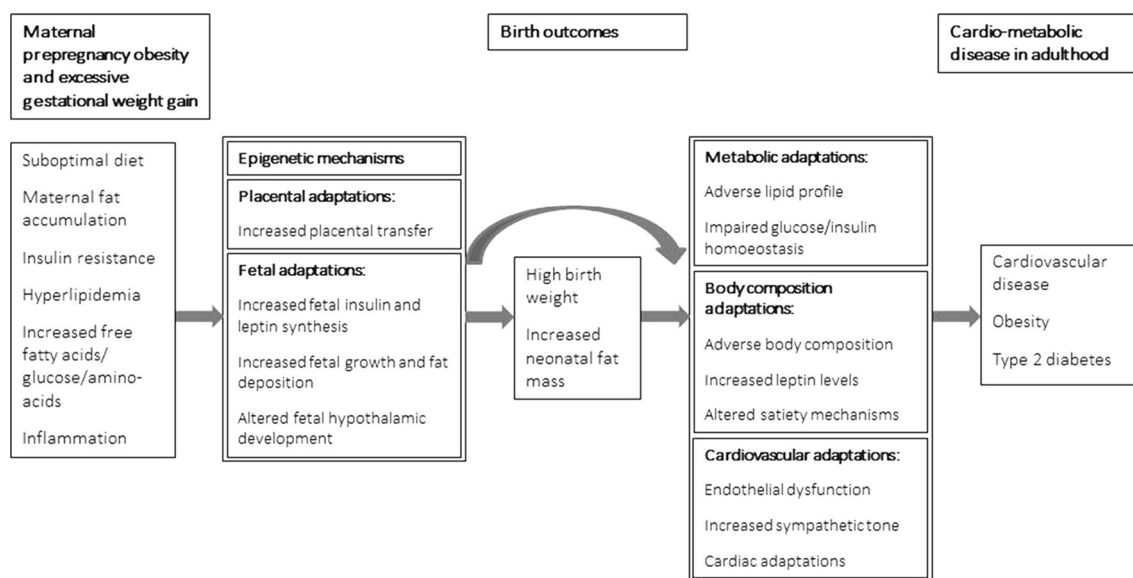 Maternal
prepregnancy obesity
and excessive
gestational weight gain
Birth outcomes
Cardio-metabolic
disease in adulthood
Suboptimal diet
Maternal fat
accumulation
Insulin resistance
Hyperlipidemia
Increased free
fatty acids/
glucose/amino-
acids
Inflammation
Epigenetic mechanisms
Placental adaptations:
Increased placental transfer
Fetal adaptations:
Increased fetal insulin and
leptin synthesis
Increased fetal growth and fat
deposition
Altered fetal hypothalamic
development
High birth
weight
Increased
neonatal fat
mass
Metabolic adaptations:
Adverse lipid profile
Impaired glucose/insulin
homoeostasis
Body composition
adaptations:
Adverse body composition
Increased leptin levels
Altered satiety mechanisms
Cardiovascular adaptations:
Endothelial dysfunction
Increased sympathetic tone
Cardiac adaptations
Cardiovascular
disease
Obesity
Type 2 diabetes